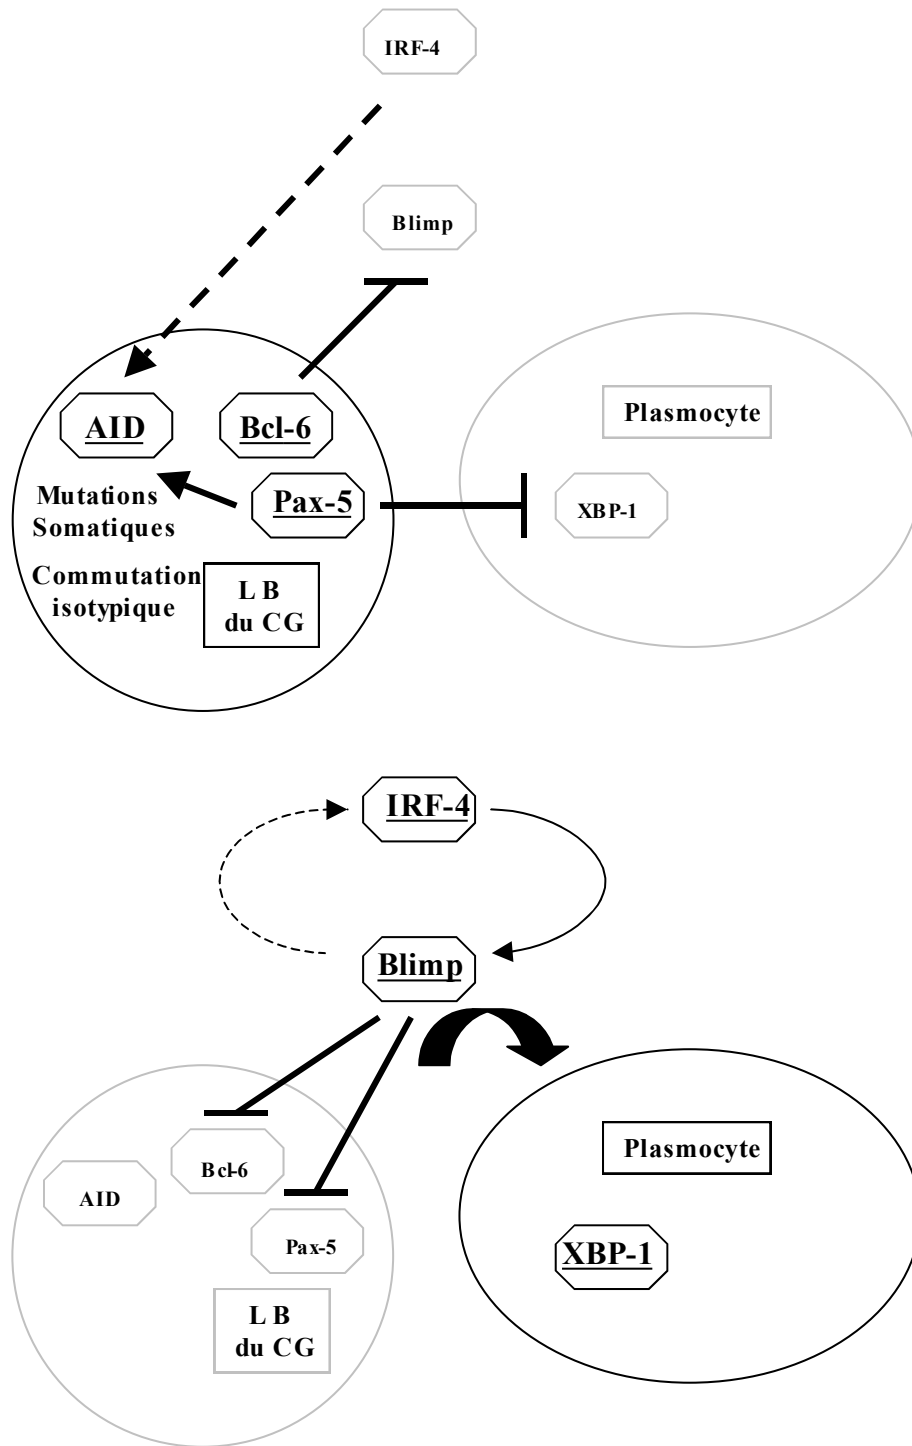 IRF-4
Blimp
Plasmocyte
AID
Bcl-6
Pax-5
XBP-1
Mutations
Somatiques
Commutation
isotypique
L B
du CG
IRF-4
Blimp
Plasmocyte
Bcl-6
AID
Pax-5
XBP-1
L B
du CG